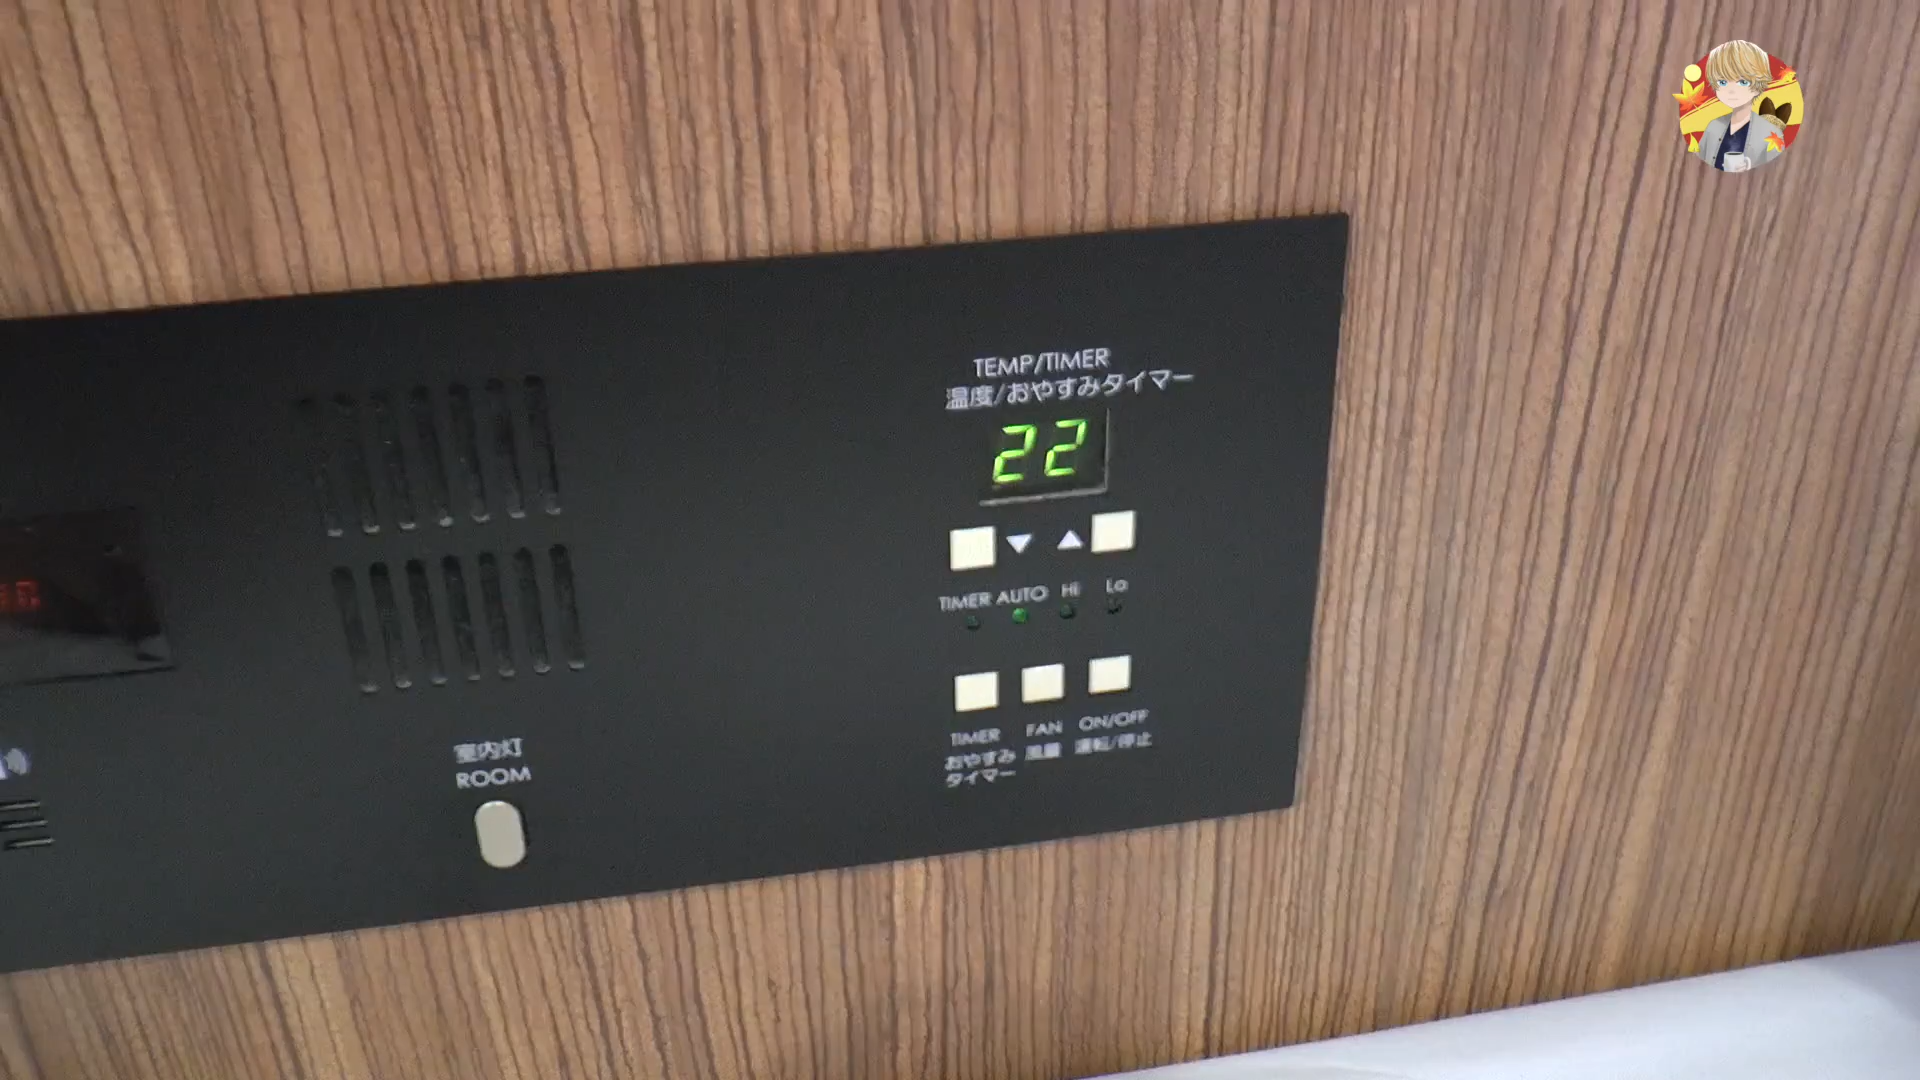 TEMP/TIMER
温度/おやすみタイマー
22
TIMER AUTO Hi Lo
TIMER FAN ON/OFF
おやすみ 風量 運転/停止
タイマー
室内灯
ROOM